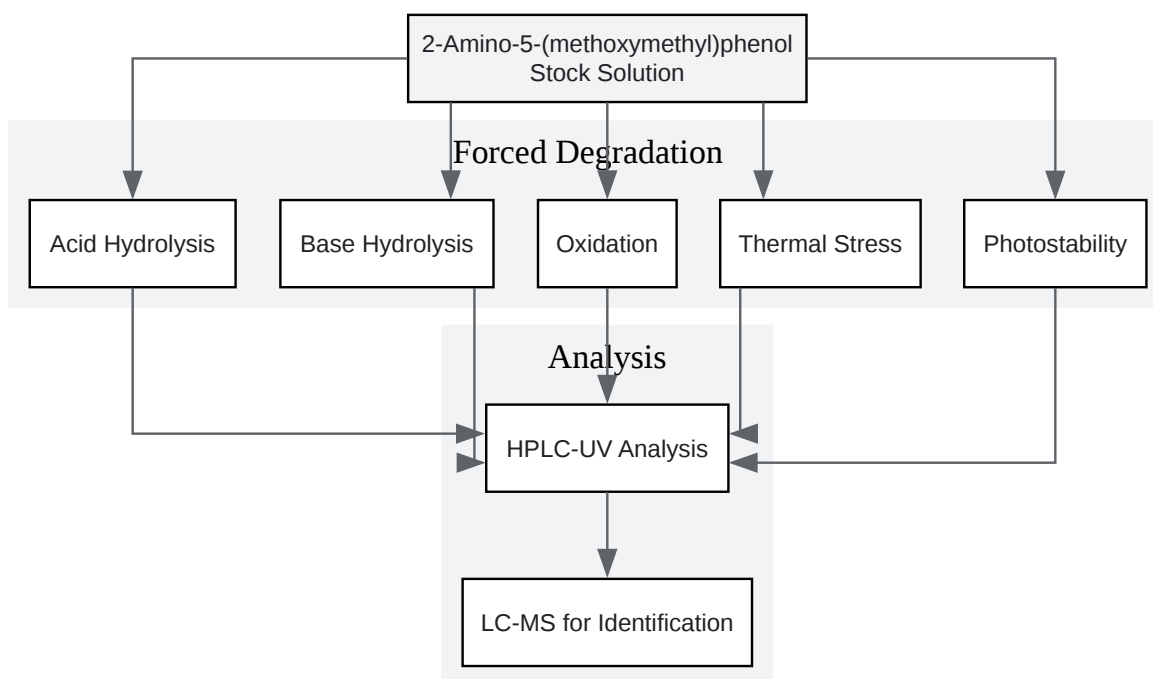 2-Amino-5-(methoxymethyl)phenol
Stock Solution
Forced Degradation
Acid Hydrolysis
Base Hydrolysis
Oxidation
Thermal Stress
Photostability
Analysis
HPLC-UV Analysis
LC-MS for Identification